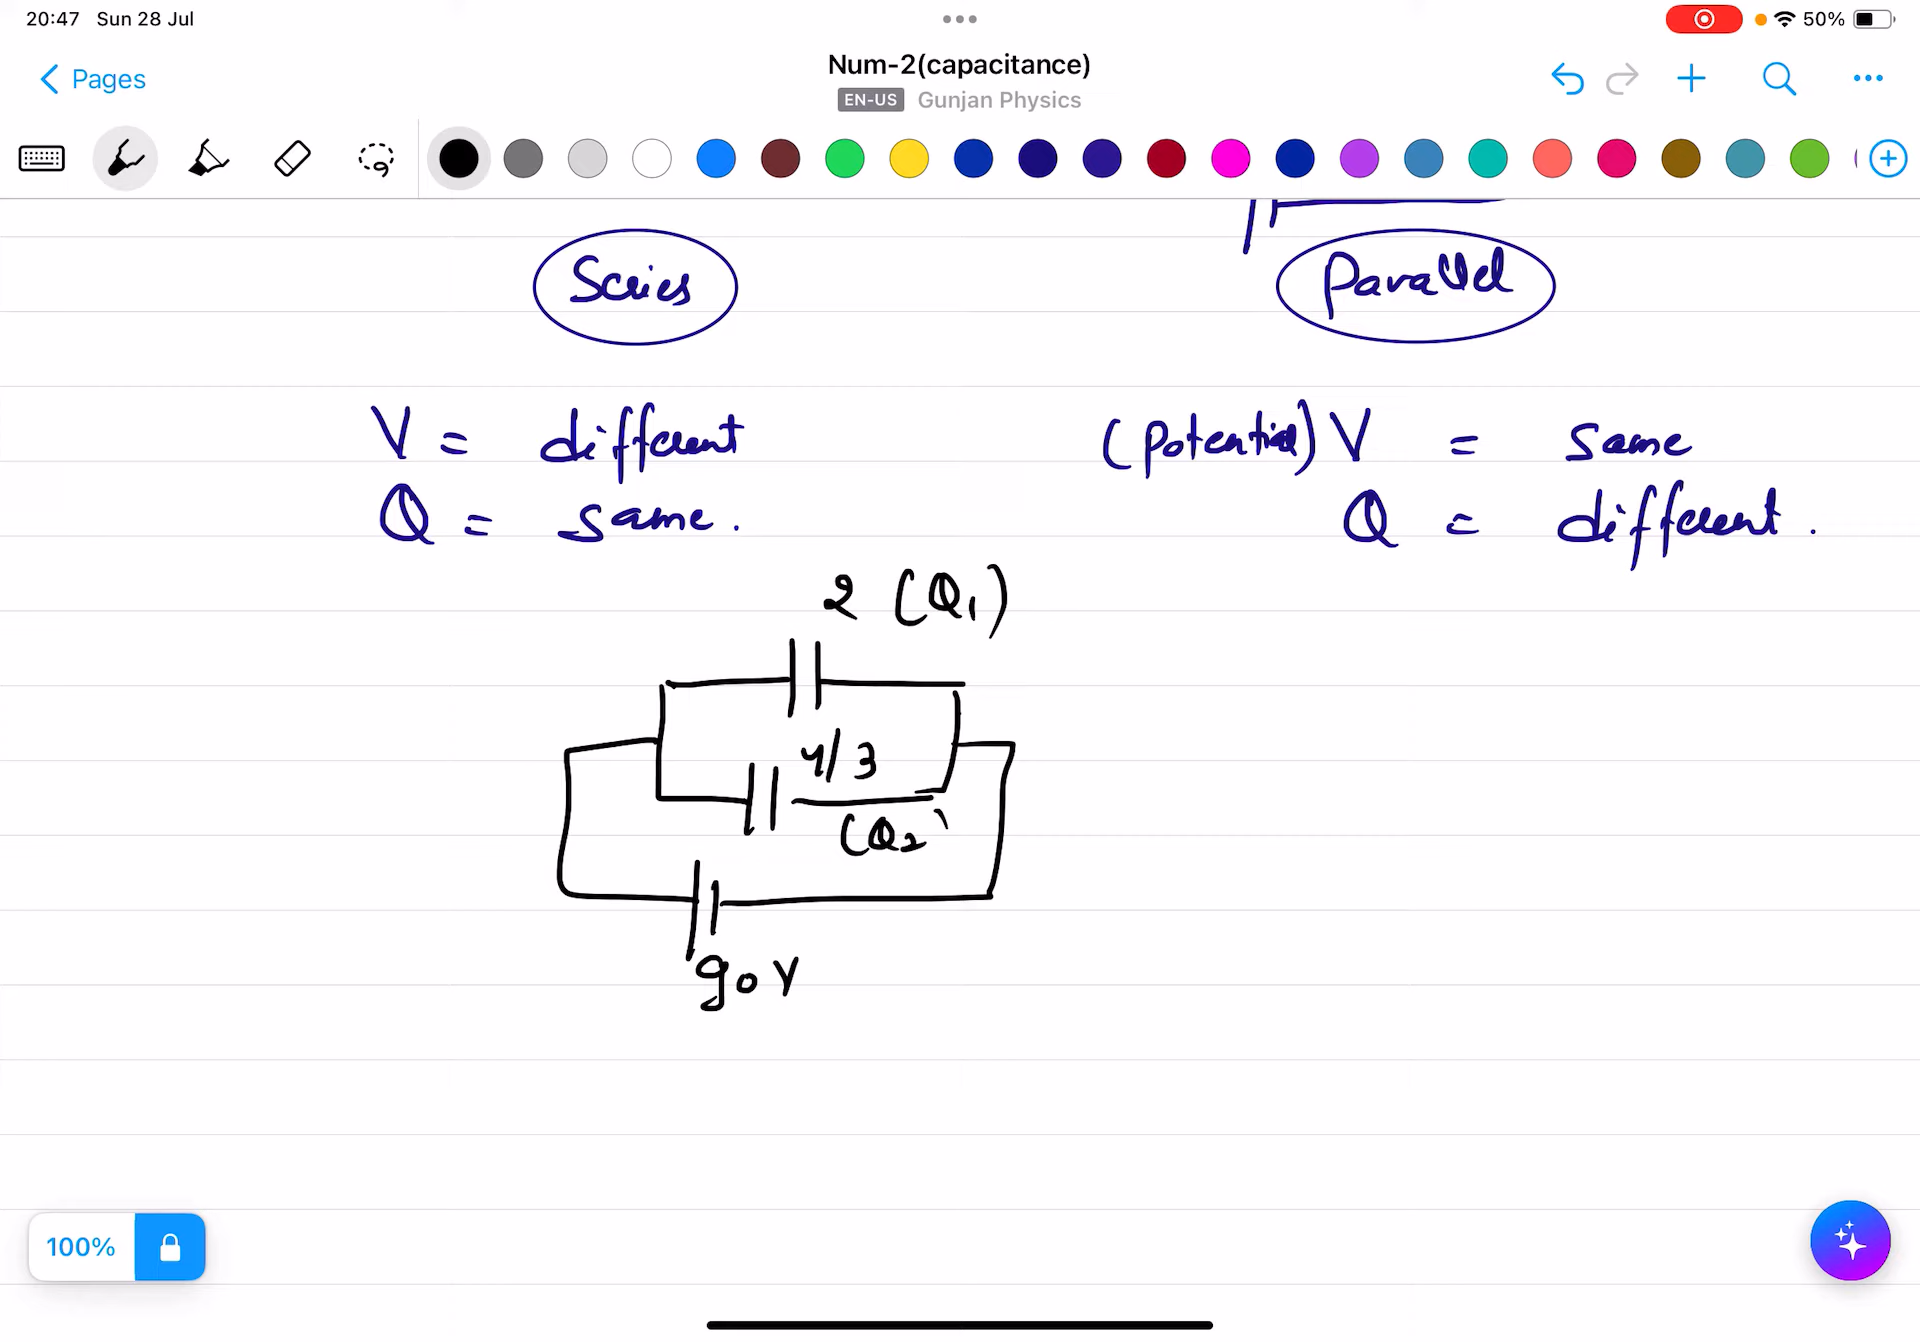 20:47 Sun 28 Jul
50%
Pages
Num-2(capacitance)
EN-US Gunjan Physics
Series
Parallel
V = different
(Potential) V = same
Q = same.
Q = different.
2 (Q1)
4/3
(Q2)
90V
100%